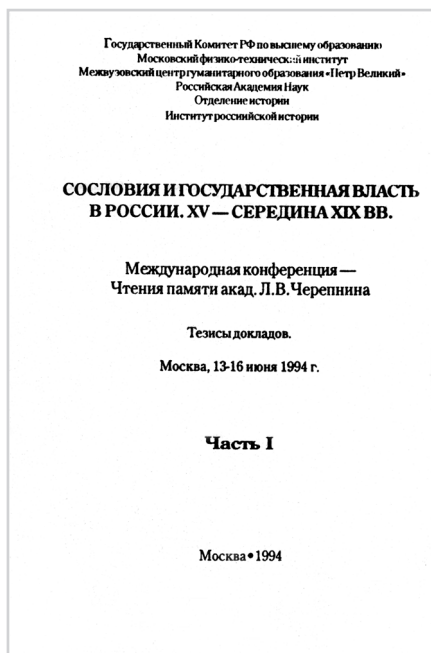 Государственный Комитет РФ по высшему образованию
Московский физико-технический институт
Межвузовский центр гуманитарного образования «Петр Великий»
Российская Академия Наук
Отделение истории
Институт российской истории
СОСЛОВИЯ И ГОСУДАРСТВЕННАЯ ВЛАСТЬ
В РОССИИ. XV — СЕРЕДИНА XIX ВВ.
Международная конференция —
Чтения памяти акад. Л.В.Черепнина
Тезисы докладов.
Москва, 13-16 июня 1994 г.
Часть I
Москва•1994